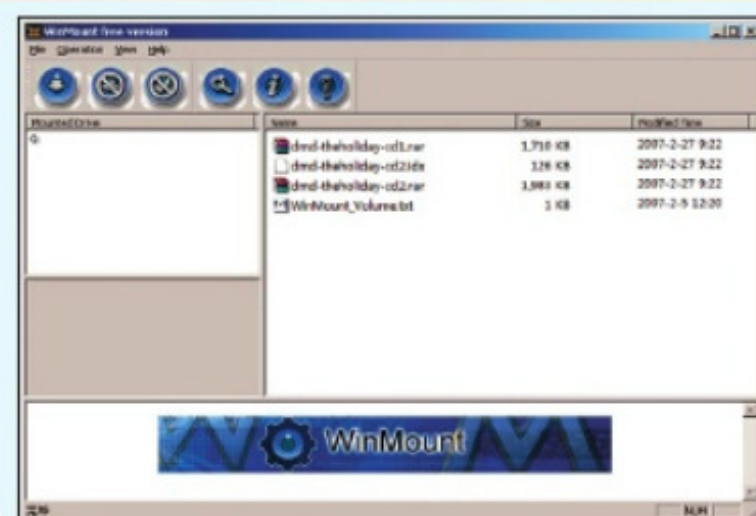 WinMount free version
File Operation View Help
Mounted Drive
Name Size Modified Time
G:
dmd-theholiday-cd1.rar 1,710 KB 2007-2-27 9:22
dmd-theholiday-cd2.idx 126 KB 2007-2-27 9:22
dmd-theholiday-cd2.rar 1,983 KB 2007-2-27 9:22
WinMount_Volume.txt 1 KB 2007-2-5 12:20
WinMount
NUM